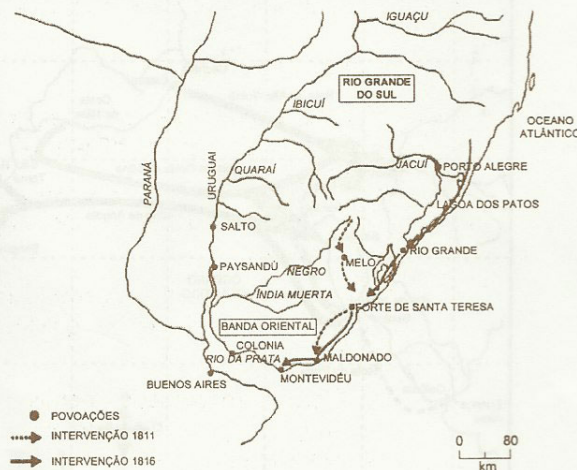 IGUAÇU
RIO GRANDE
DO SUL
IBICUÍ
OCEANO
ATLÂNTICO
JACUÍ
PORTO ALEGRE
QUARAÍ
PARANÁ
URUGUAI
LAGOA DOS PATOS
SALTO
RIO GRANDE
MELO
PAYSANDÙ
NEGRO
ÍNDIA MUERTA
FORTE DE SANTA TERESA
BANDA ORIENTAL
COLONIA
RIO DA PRATA
MALDONADO
MONTEVIDÉU
BUENOS AIRES
POVOAÇÕES
INTERVENÇÃO 1811
INTERVENÇÃO 1816
0 80
km